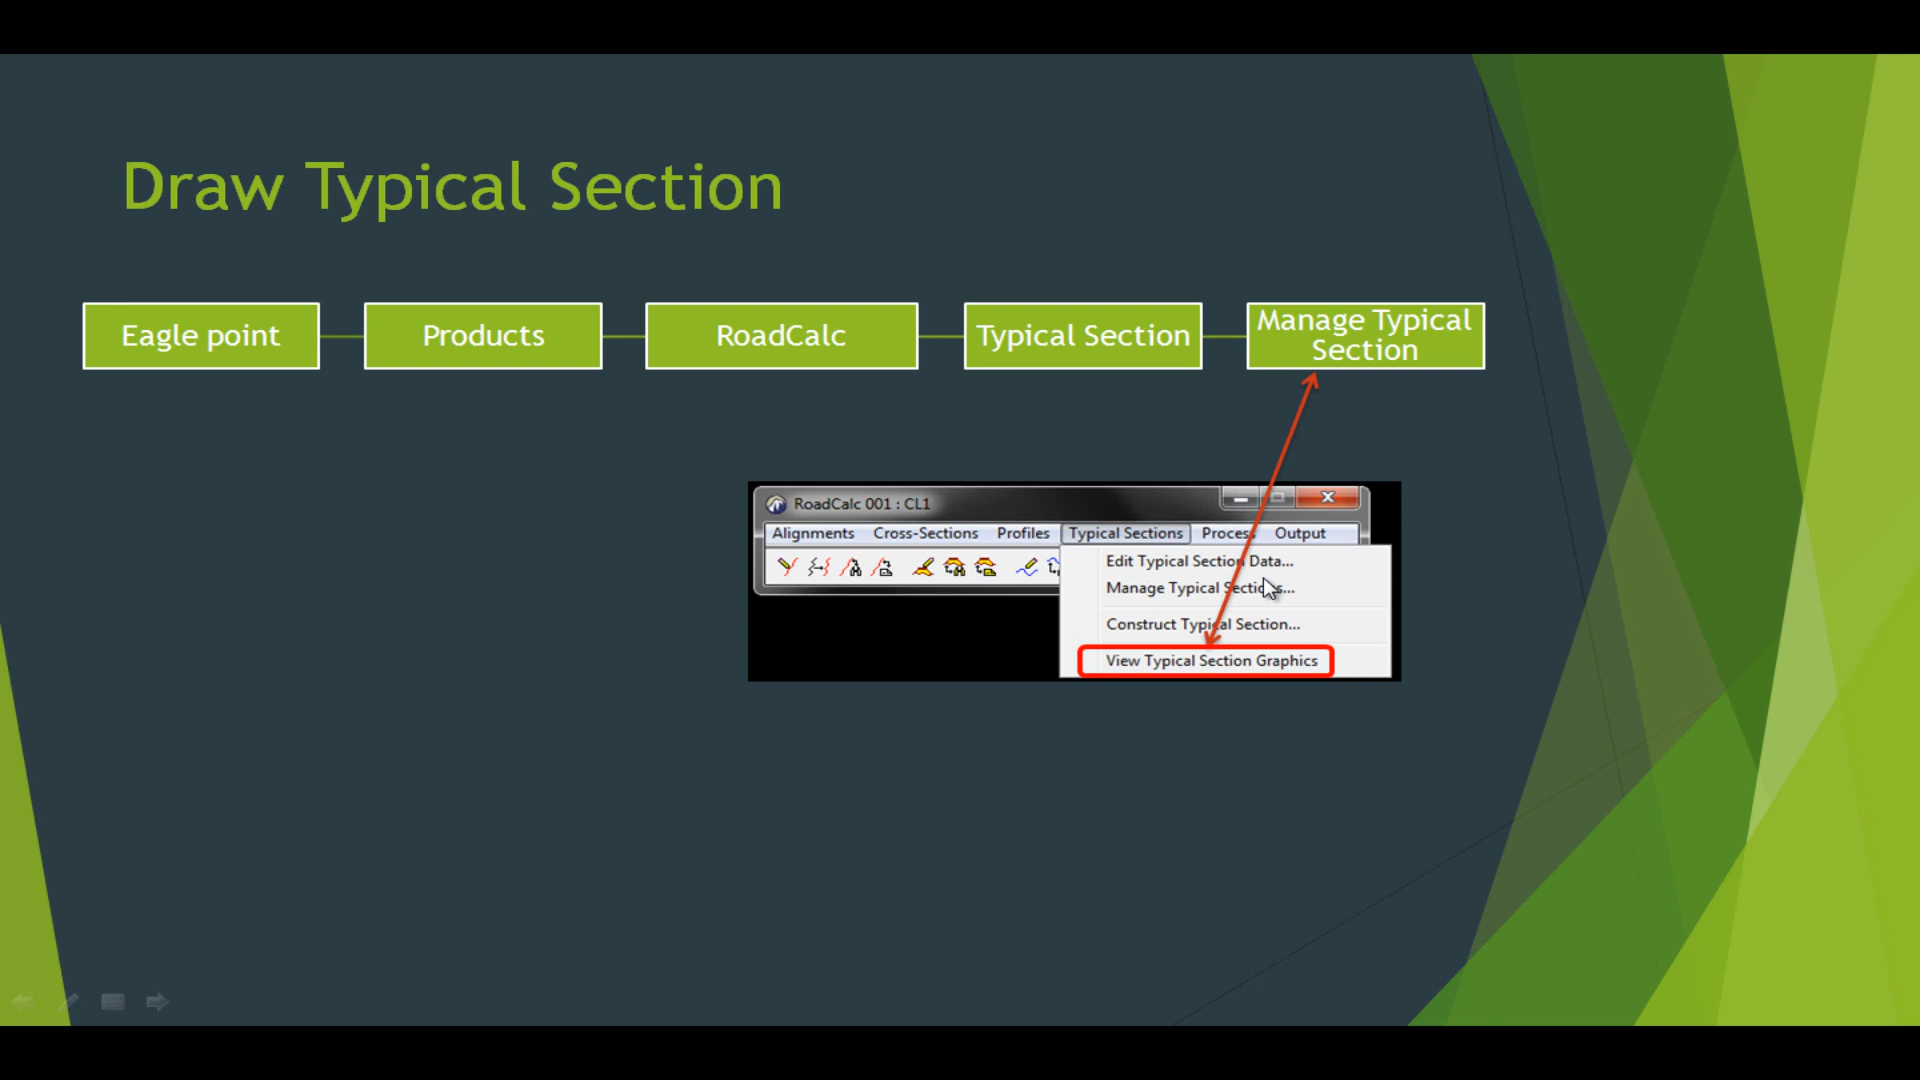 Draw Typical Section
Eagle point
Products
RoadCalc
Typical Section
Manage Typical
Section
RoadCalc 001 : CL1
Alignments Cross-Sections Profiles Typical Sections Process Output
Edit Typical Section Data...
Manage Typical Sections...
Construct Typical Section...
View Typical Section Graphics